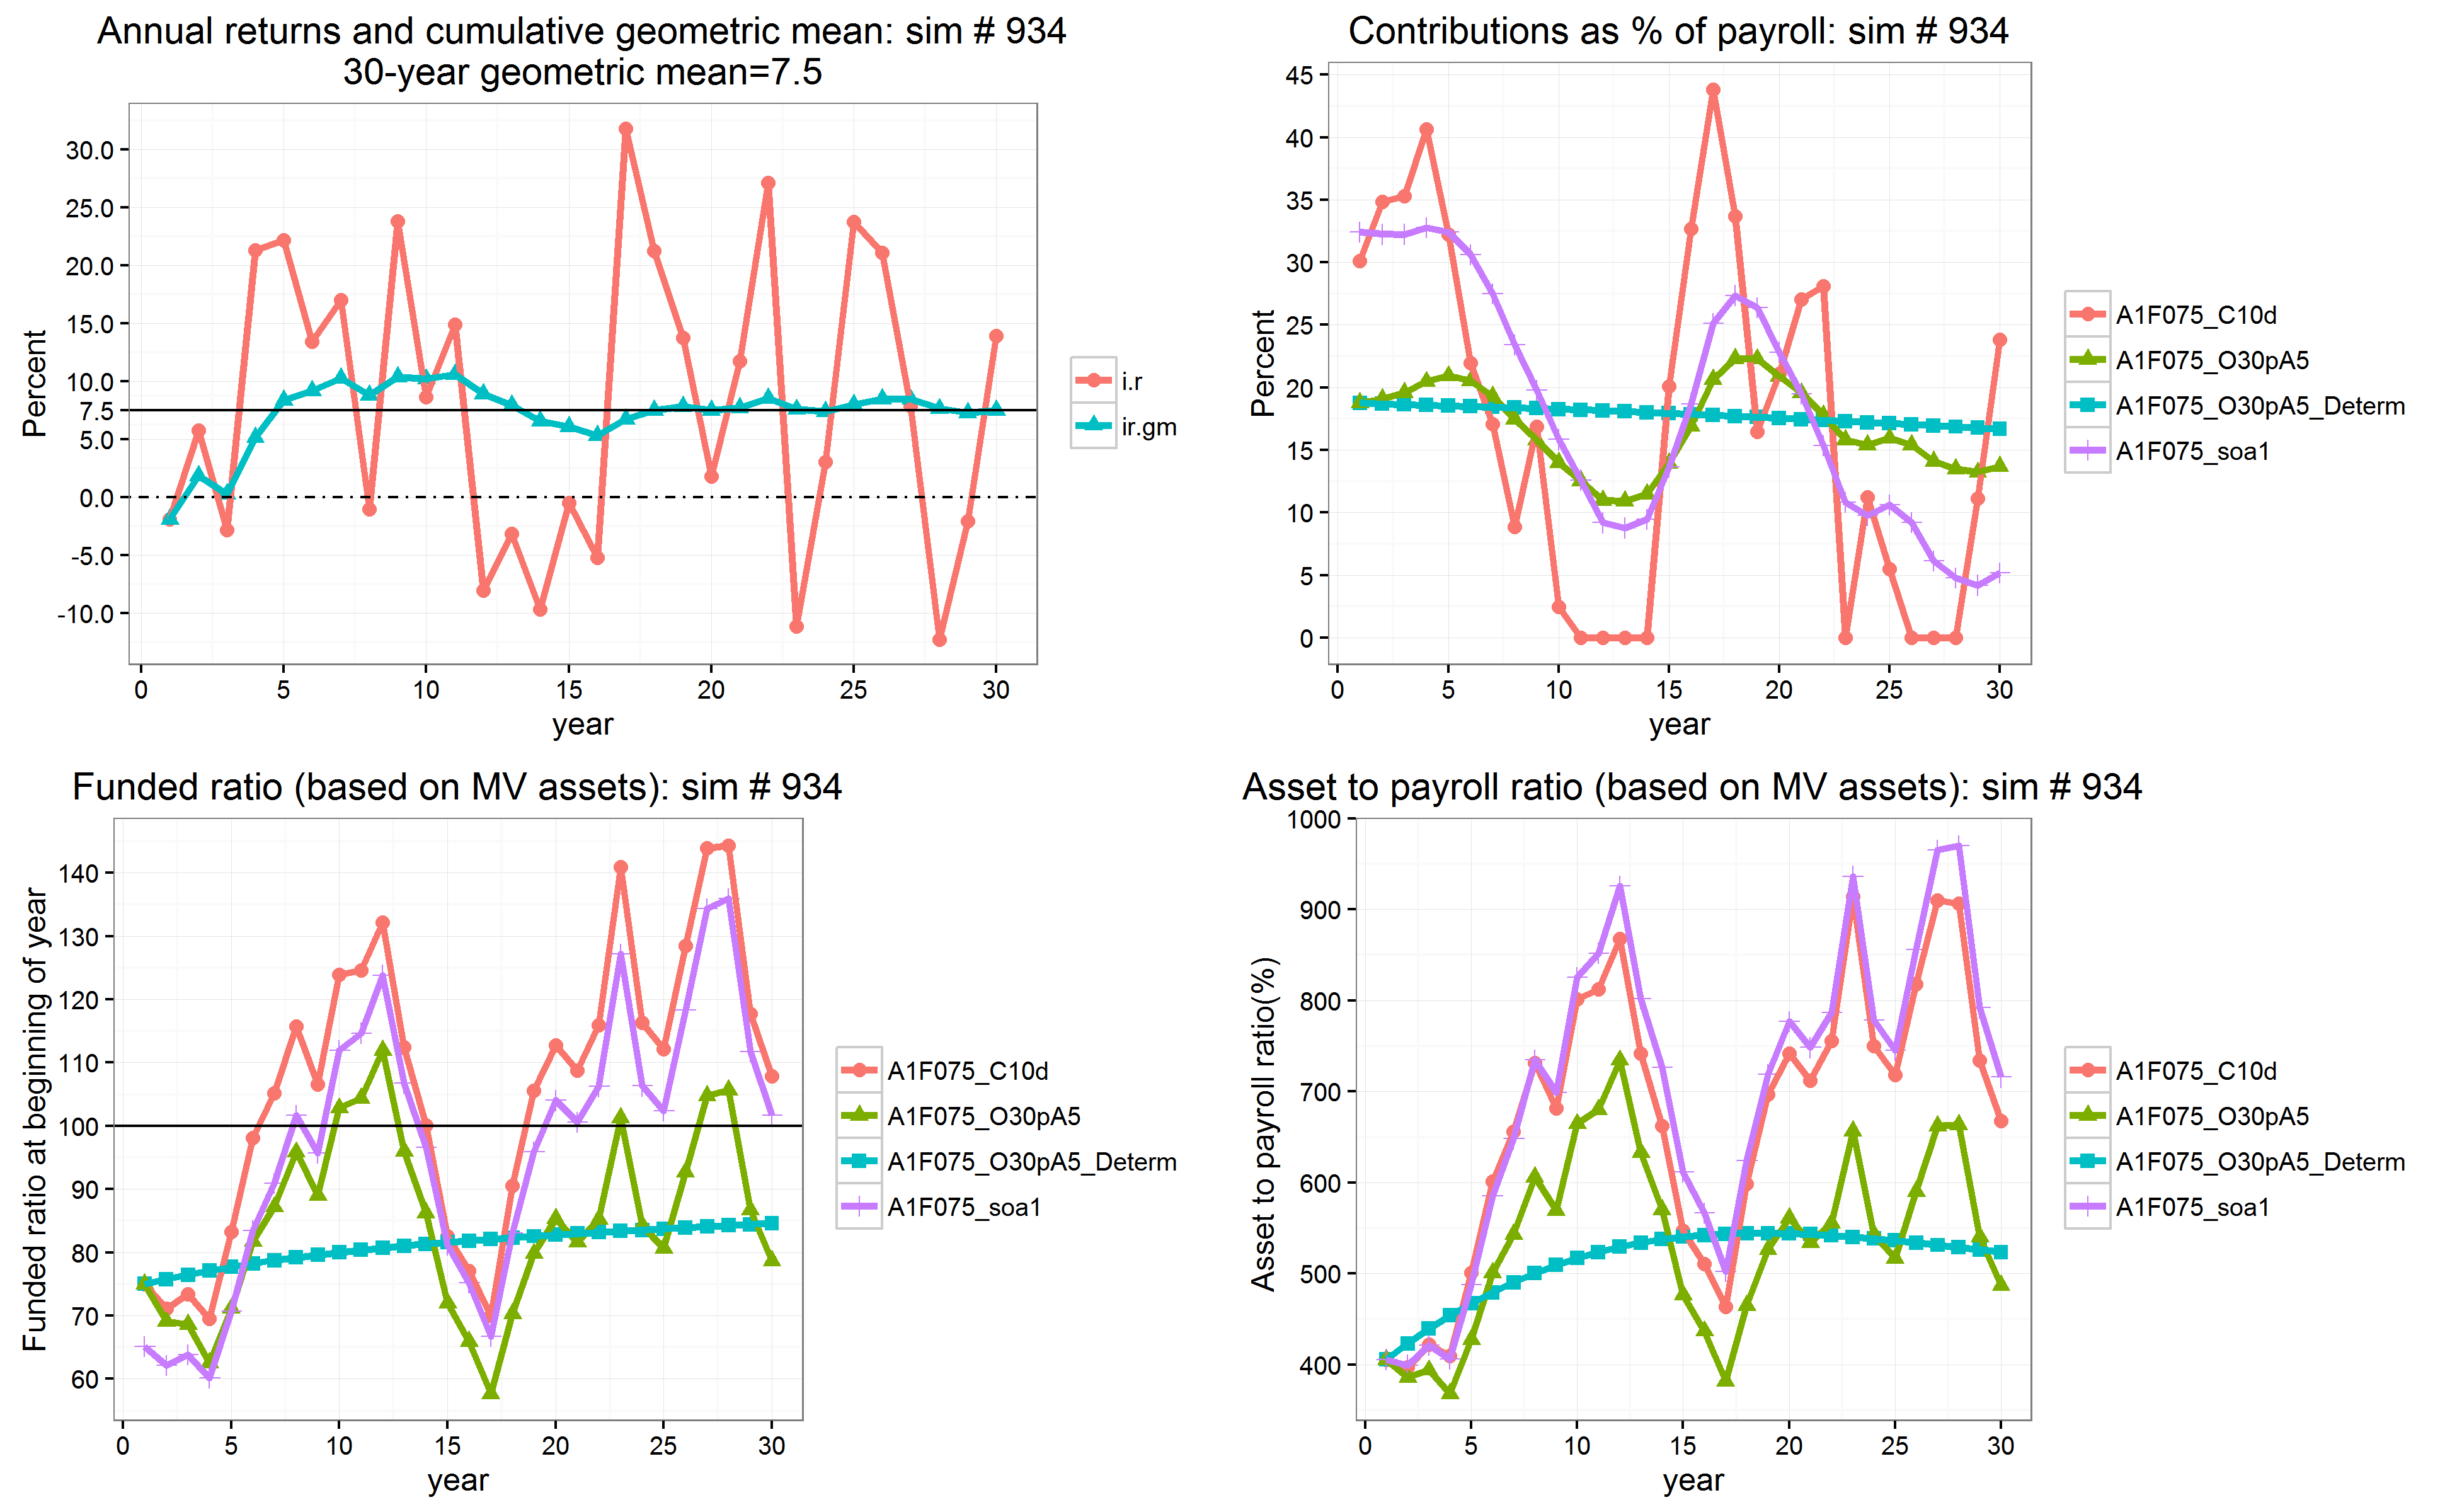 Annual returns and cumulative geometric mean: sim # 934
30-year geometric mean=7.5
Percent
30.0
25.0
20.0
15.0
10.0
7.5
5.0
0.0
-5.0
-10.0
0 5 10 15 20 25 30
year
i.r
ir.gm
Contributions as % of payroll: sim # 934
Percent
45
40
35
30
25
20
15
10
5
0
0 5 10 15 20 25 30
year
A1F075_C10d
A1F075_O30pA5
A1F075_O30pA5_Determ
A1F075_soa1
Funded ratio (based on MV assets): sim # 934
Funded ratio at beginning of year
140
130
120
110
100
90
80
70
60
0 5 10 15 20 25 30
year
A1F075_C10d
A1F075_O30pA5
A1F075_O30pA5_Determ
A1F075_soa1
Asset to payroll ratio (based on MV assets): sim # 934
Asset to payroll ratio(%)
1000
900
800
700
600
500
400
0 5 10 15 20 25 30
year
A1F075_C10d
A1F075_O30pA5
A1F075_O30pA5_Determ
A1F075_soa1